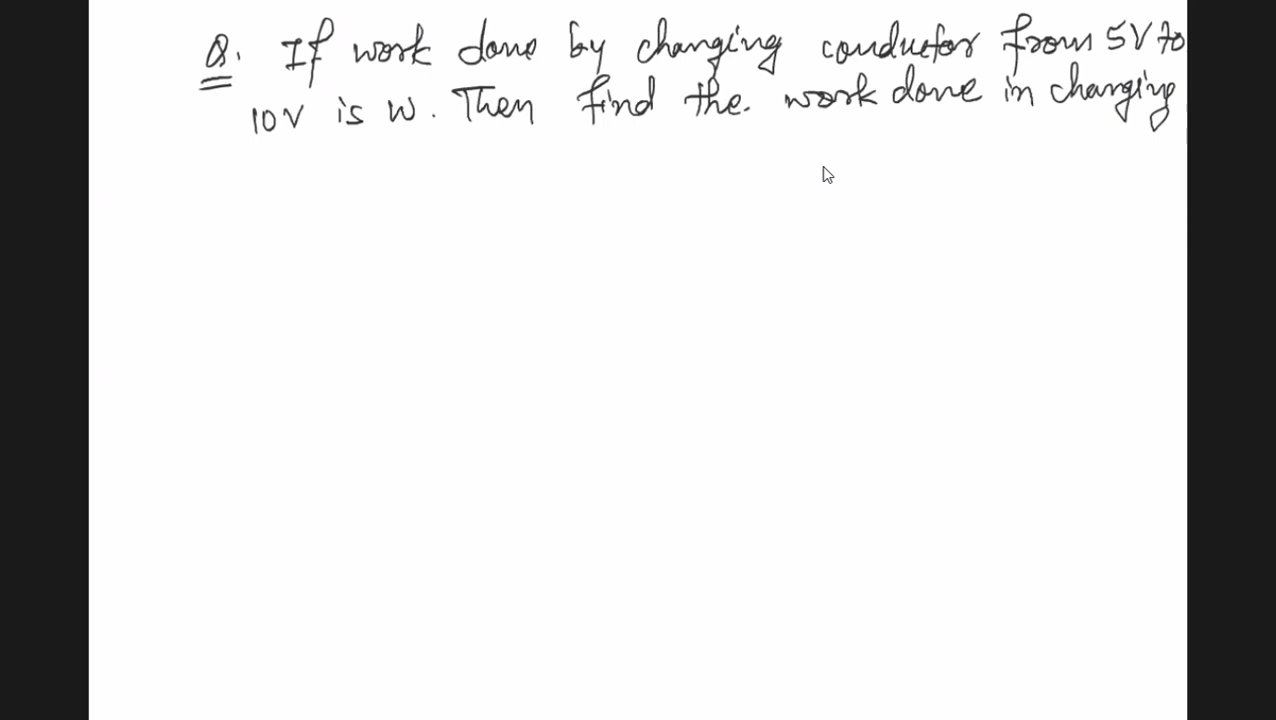 Q. If work done by changing conductor from 5V to
10V is W. Then find the work done in changing